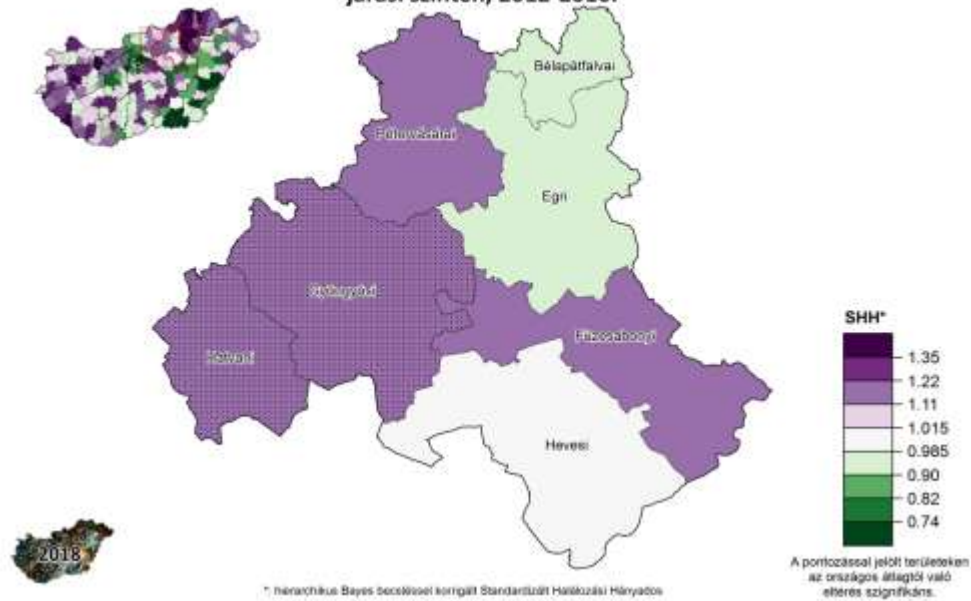 járási szinten, 2012-2018.
Bélapátfalvai
Pétervásárai
Egri
Gyöngyösi
Hatvani
Füzesabonyi
Hevesi
SHH*
1.35
1.22
1.11
1.015
0.985
0.90
0.82
0.74
2018
A pontozással jelölt területeken
az országos átlagtól való
eltérés szignifikáns.
*: hierarchikus Bayes becsléssel korrigált Standardizált Halálozási Hányados